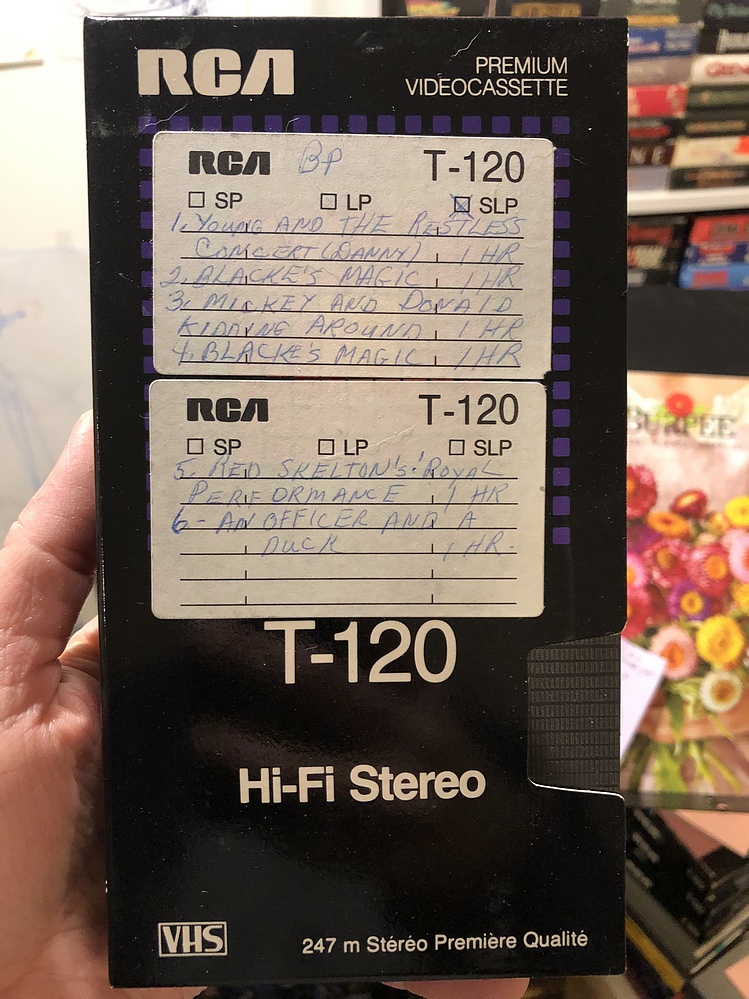 RCA
PREMIUM
VIDEOCASSETTE
RCA BP T-120
SP LP SLP
1. YOUNG AND THE RESTLESS
CONCERT (DANNY) 1 HR
2. BLACKE'S MAGIC 1 HR
3. MICKEY AND DONALD
KIDDING AROUND 1 HR
4. BLACKE'S MAGIC 1 HR
RCA T-120
SP LP SLP
5. RED SKELTON'S: ROYAL
PERFORMANCE 1 HR
6- AN OFFICER AND A
DUCK 1 HR.
T-120
Hi-Fi Stereo
VHS 247 m Stéréo Première Qualité
BURPEE